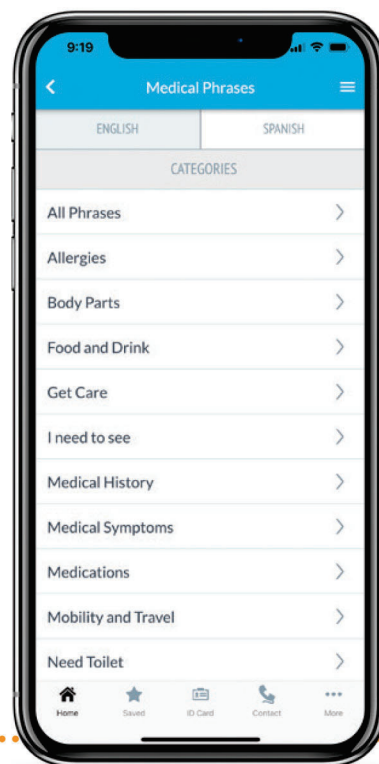 9:19
Medical Phrases
ENGLISH SPANISH
CATEGORIES
All Phrases
Allergies
Body Parts
Food and Drink
Get Care
I need to see
Medical History
Medical Symptoms
Medications
Mobility and Travel
Need Toilet
Home Saved ID Card Contact More